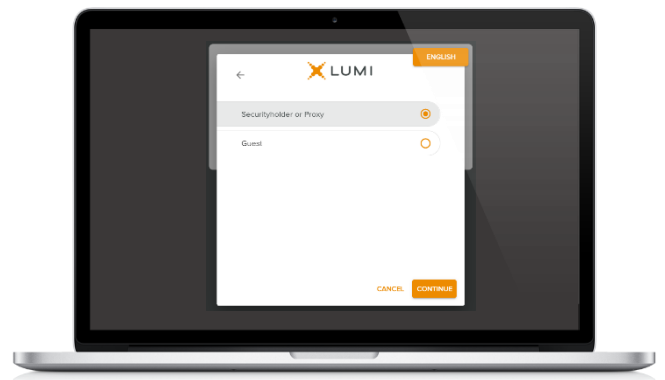 ENGLISH
LUMI
Securityholder or Proxy
Guest
CANCEL
CONTINUE